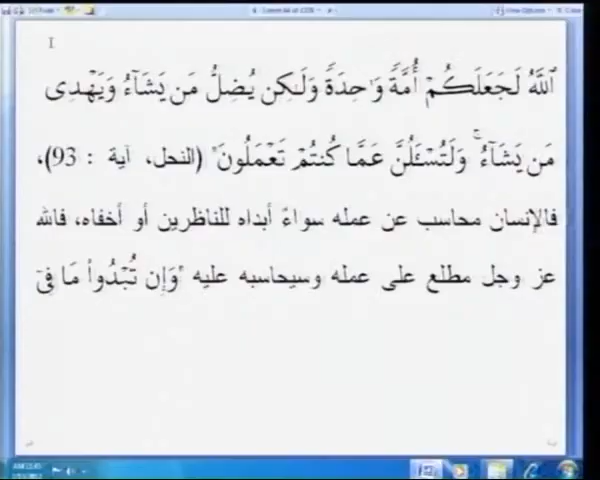 ٱللَّهُ لَجَعَلَكُمْ أُمَّةً وَٰحِدَةً وَلَٰكِن يُضِلُّ مَن يَشَآءُ وَيَهْدِى
مَن يَشَآءُ ۚ وَلَتُسْـَٔلُنَّ عَمَّا كُنتُمْ تَعْمَلُونَ" (النحل، آية : 93)،
فالإنسان محاسب عن عمله سواءً أبداه للناظرين أو أخفاه، فالله
عز وجل مطلع على عمله وسيحاسبه عليه "وَإِن تُبْدُوا۟ مَا فِىٓ